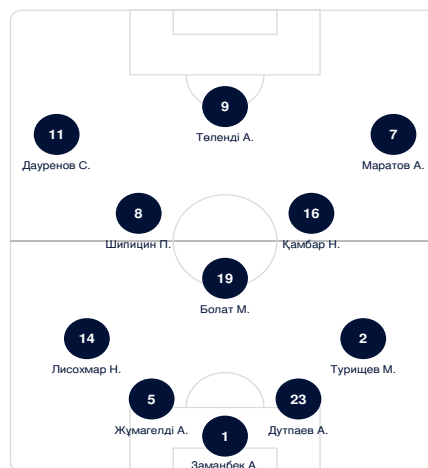 9
Төленді А.
11
Дауренов С.
7
Маратов А.
8
Шипицин П.
16
Қамбар Н.
19
Болат М.
14
Лисохмар Н.
2
Турищев М.
5
Жұмагелді А.
23
Дутпаев А.
1
Заманбек А.